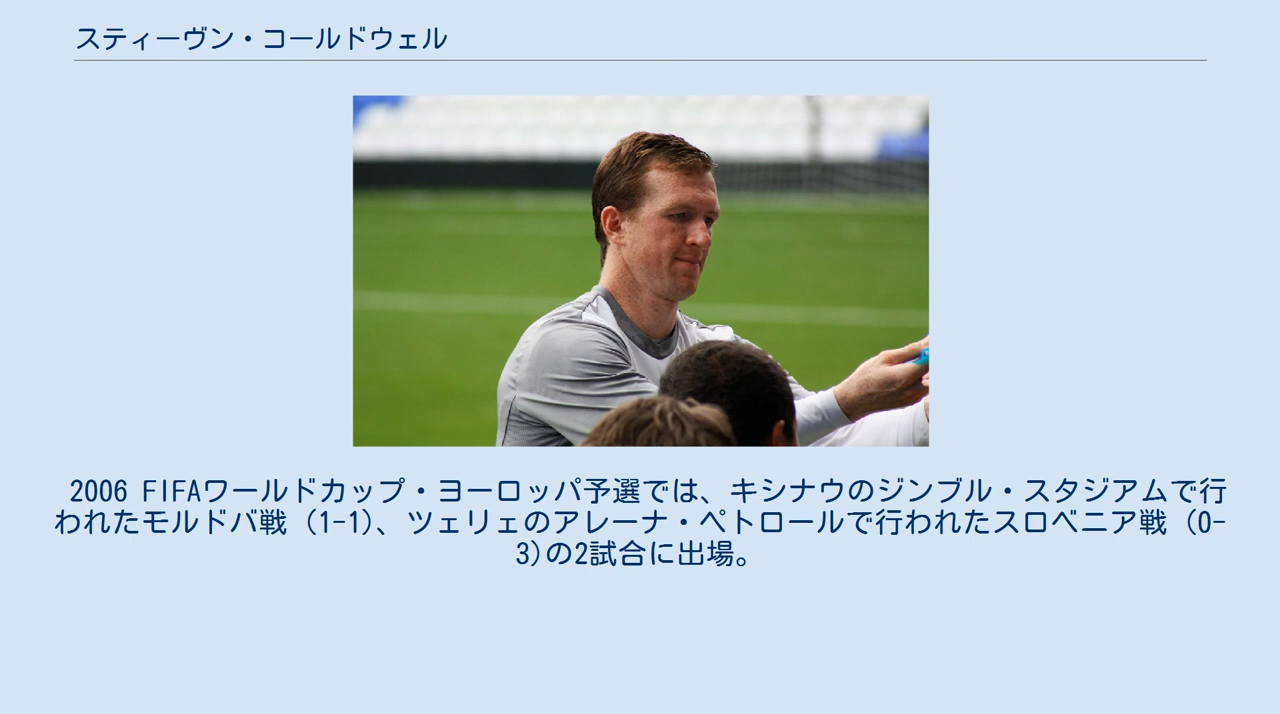 スティーヴン・コールドウェル
2006 FIFAワールドカップ・ヨーロッパ予選では、キシナウのジンブル・スタジアムで行
われたモルドバ戦 (1-1)、ツェリェのアレーナ・ペトロールで行われたスロベニア戦 (0-
3)の2試合に出場。